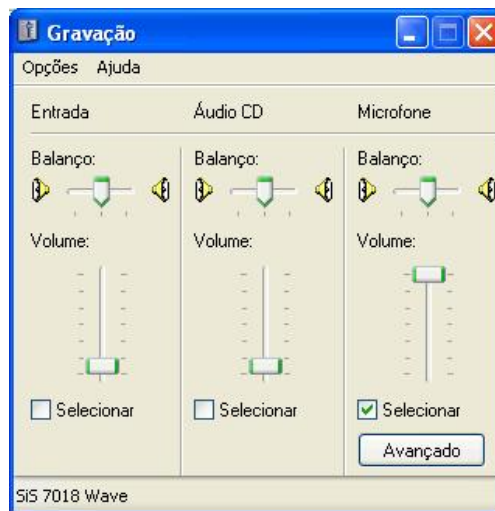 Gravação
Opções Ajuda
Entrada Áudio CD Microfone
Balanço: Balanço: Balanço:
Volume: Volume: Volume:
Selecionar Selecionar Selecionar
Avançado
SiS 7018 Wave